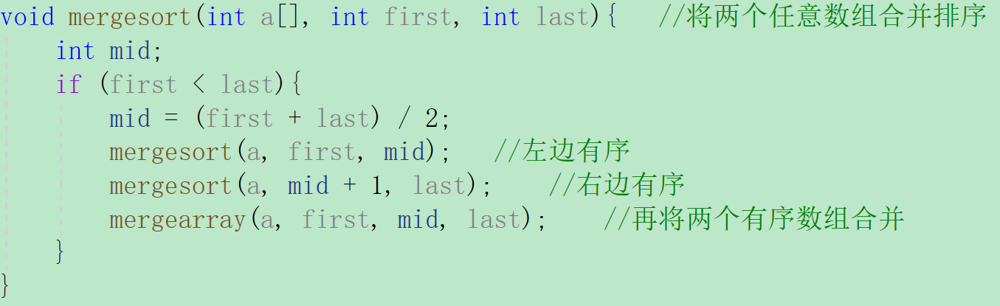 void mergesort(int a[], int first, int last){   //将两个任意数组合并排序
    int mid;
    if (first < last){
        mid = (first + last) / 2;
        mergesort(a, first, mid);   //左边有序
        mergesort(a, mid + 1, last);    //右边有序
        mergearray(a, first, mid, last);    //再将两个有序数组合并
    }
}